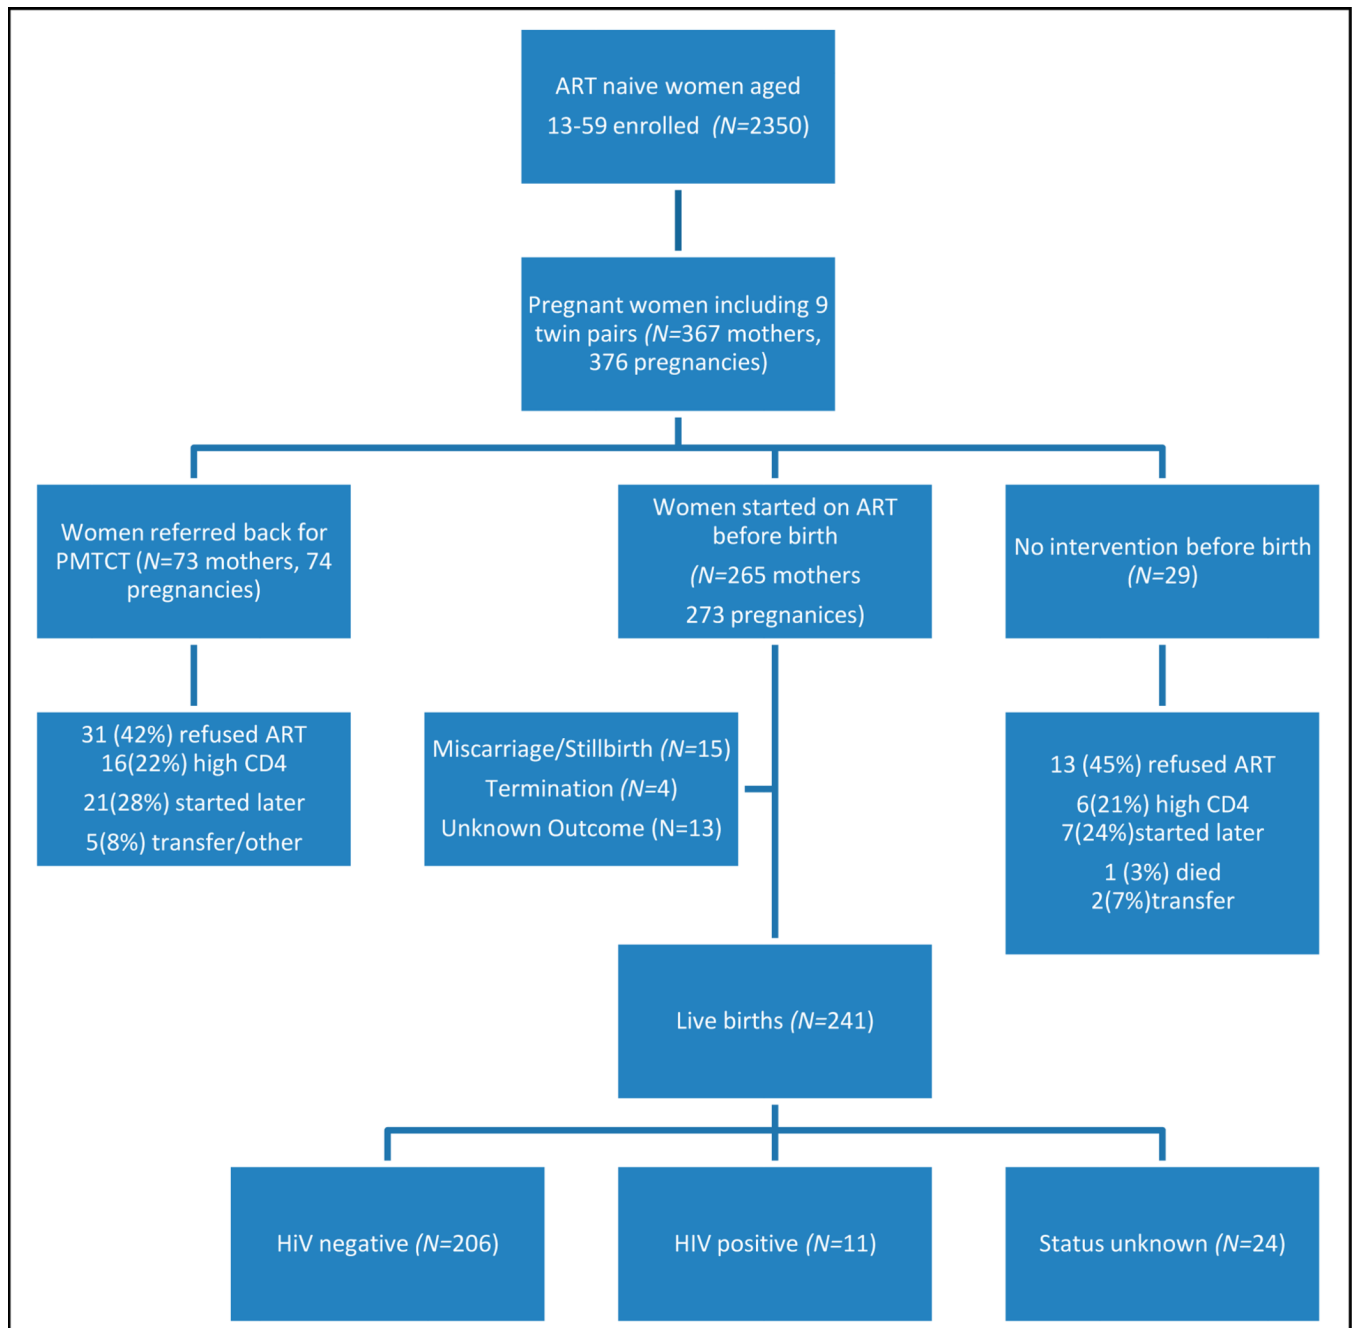 ART naive women aged
13-59 enrolled (N=2350)
Pregnant women including 9
twin pairs (N=367 mothers,
376 pregnancies)
Women referred back for
PMTCT (N=73 mothers, 74
pregnancies)
Women started on ART
before birth
(N=265 mothers
273 pregnanices)
No intervention before birth
(N=29)
31 (42%) refused ART
16(22%) high CD4
21(28%) started later
5(8%) transfer/other
Miscarriage/Stillbirth (N=15)
Termination (N=4)
Unknown Outcome (N=13)
13 (45%) refused ART
6(21%) high CD4
7(24%)started later
1 (3%) died
2(7%)transfer
Live births (N=241)
HiV negative (N=206)
HIV positive (N=11)
Status unknown (N=24)